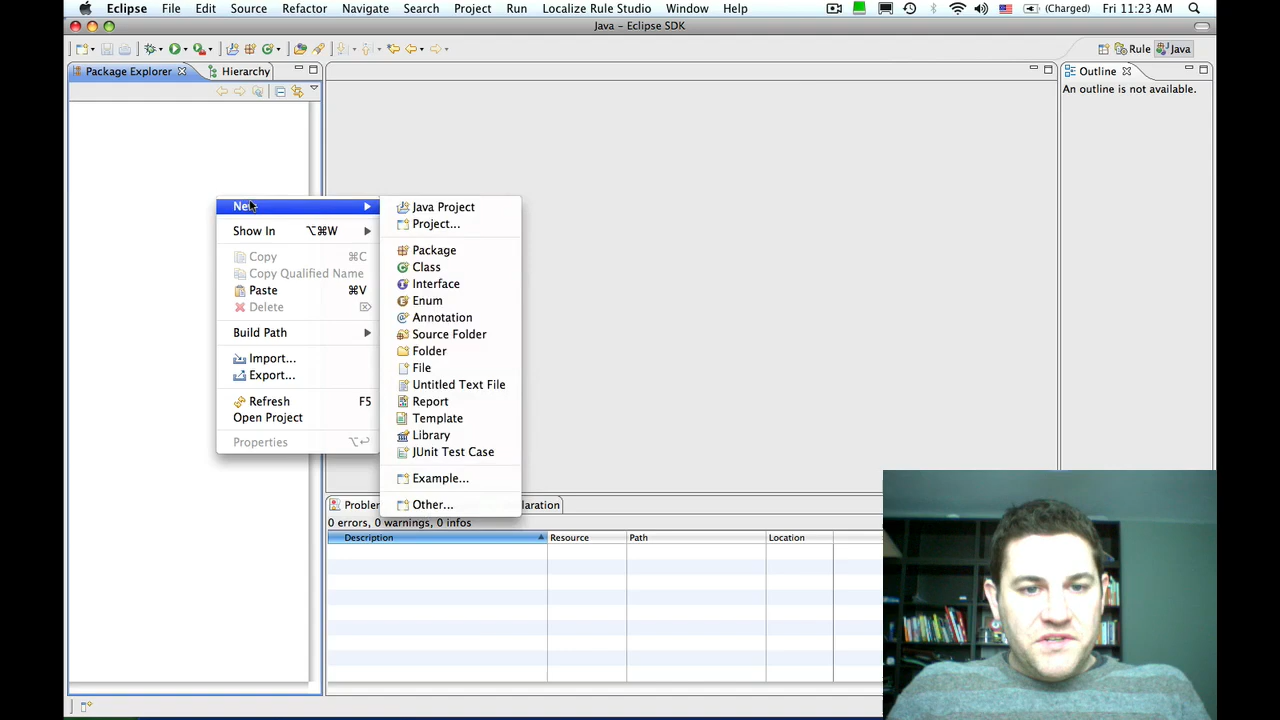 Eclipse File Edit Source Refactor Navigate Search Project Run Localize Rule Studio Window Help (Charged) Fri 11:23 AM
Java – Eclipse SDK
Rule Java
Package Explorer Hierarchy Outline
An outline is not available.
New
Show In ⌥⌘W
Copy ⌘C
Copy Qualified Name
Paste ⌘V
Delete
Build Path
Import...
Export...
Refresh F5
Open Project
Properties
Java Project
Project...
Package
Class
Interface
Enum
Annotation
Source Folder
Folder
File
Untitled Text File
Report
Template
Library
JUnit Test Case
Example...
Other...
Problem laration
0 errors, 0 warnings, 0 infos
Description Resource Path Location